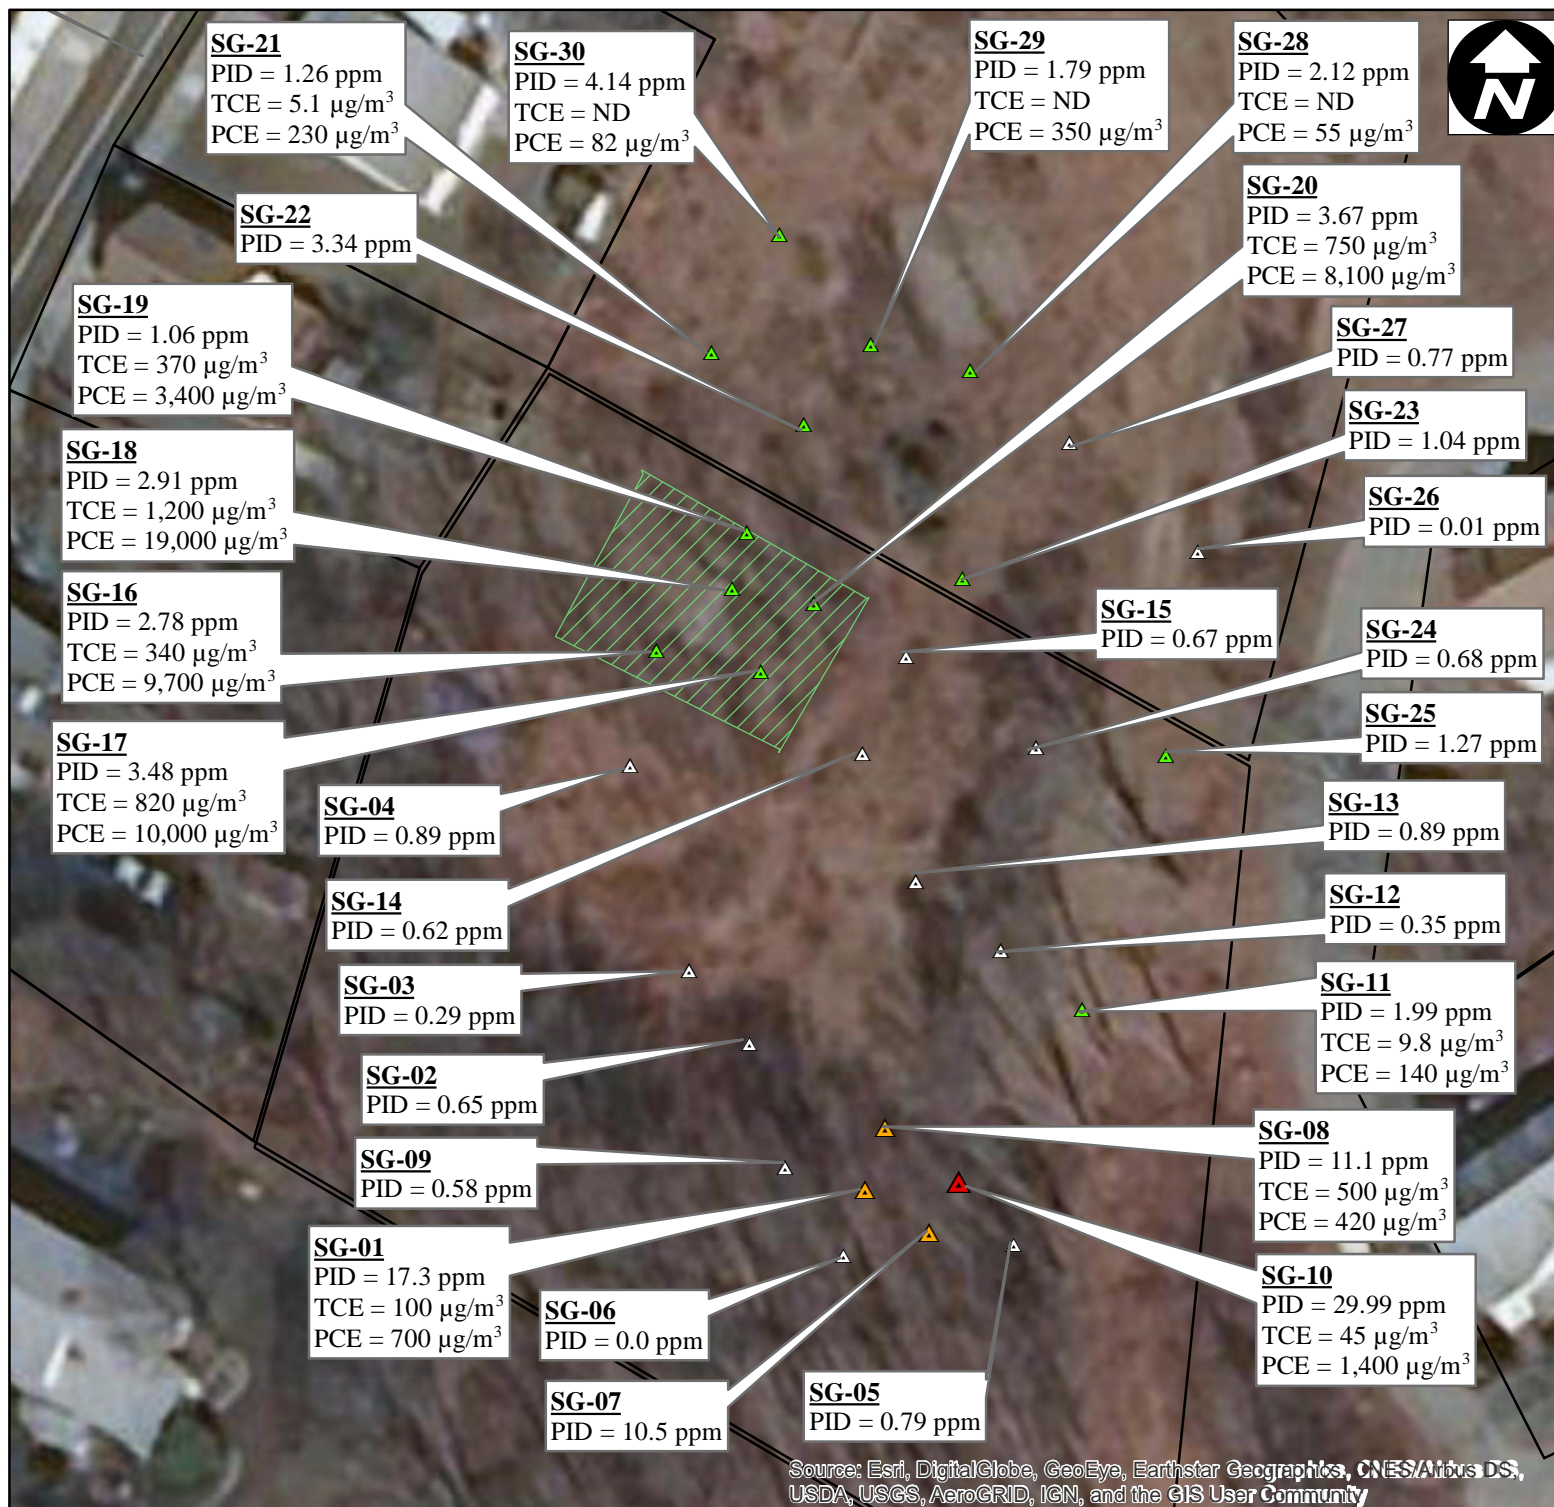 SG-21
PID = 1.26 ppm
TCE = 5.1 µg/m³
PCE = 230 µg/m³
SG-30
PID = 4.14 ppm
TCE = ND
PCE = 82 µg/m³
SG-29
PID = 1.79 ppm
TCE = ND
PCE = 350 µg/m³
SG-28
PID = 2.12 ppm
TCE = ND
PCE = 55 µg/m³
N
SG-22
PID = 3.34 ppm
SG-20
PID = 3.67 ppm
TCE = 750 µg/m³
PCE = 8,100 µg/m³
SG-19
PID = 1.06 ppm
TCE = 370 µg/m³
PCE = 3,400 µg/m³
SG-27
PID = 0.77 ppm
SG-23
PID = 1.04 ppm
SG-18
PID = 2.91 ppm
TCE = 1,200 µg/m³
PCE = 19,000 µg/m³
SG-26
PID = 0.01 ppm
SG-16
PID = 2.78 ppm
TCE = 340 µg/m³
PCE = 9,700 µg/m³
SG-15
PID = 0.67 ppm
SG-24
PID = 0.68 ppm
SG-25
PID = 1.27 ppm
SG-17
PID = 3.48 ppm
TCE = 820 µg/m³
PCE = 10,000 µg/m³
SG-04
PID = 0.89 ppm
SG-13
PID = 0.89 ppm
SG-14
PID = 0.62 ppm
SG-12
PID = 0.35 ppm
SG-03
PID = 0.29 ppm
SG-11
PID = 1.99 ppm
TCE = 9.8 µg/m³
PCE = 140 µg/m³
SG-02
PID = 0.65 ppm
SG-09
PID = 0.58 ppm
SG-08
PID = 11.1 ppm
TCE = 500 µg/m³
PCE = 420 µg/m³
SG-01
PID = 17.3 ppm
TCE = 100 µg/m³
PCE = 700 µg/m³
SG-10
PID = 29.99 ppm
TCE = 45 µg/m³
PCE = 1,400 µg/m³
SG-06
PID = 0.0 ppm
SG-07
PID = 10.5 ppm
SG-05
PID = 0.79 ppm
Source: Esri, DigitalGlobe, GeoEye, Earthstar Geographics, CNES/Airbus DS,
USDA, USGS, AeroGRID, IGN, and the GIS User Community